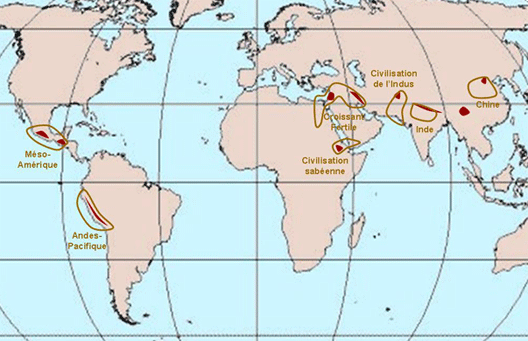 Civilisation
de l'Indus
Chine
Croissant
Fertile
Inde
Méso-
Amérique
Civilisation
sabéenne
Andes-
Pacifique